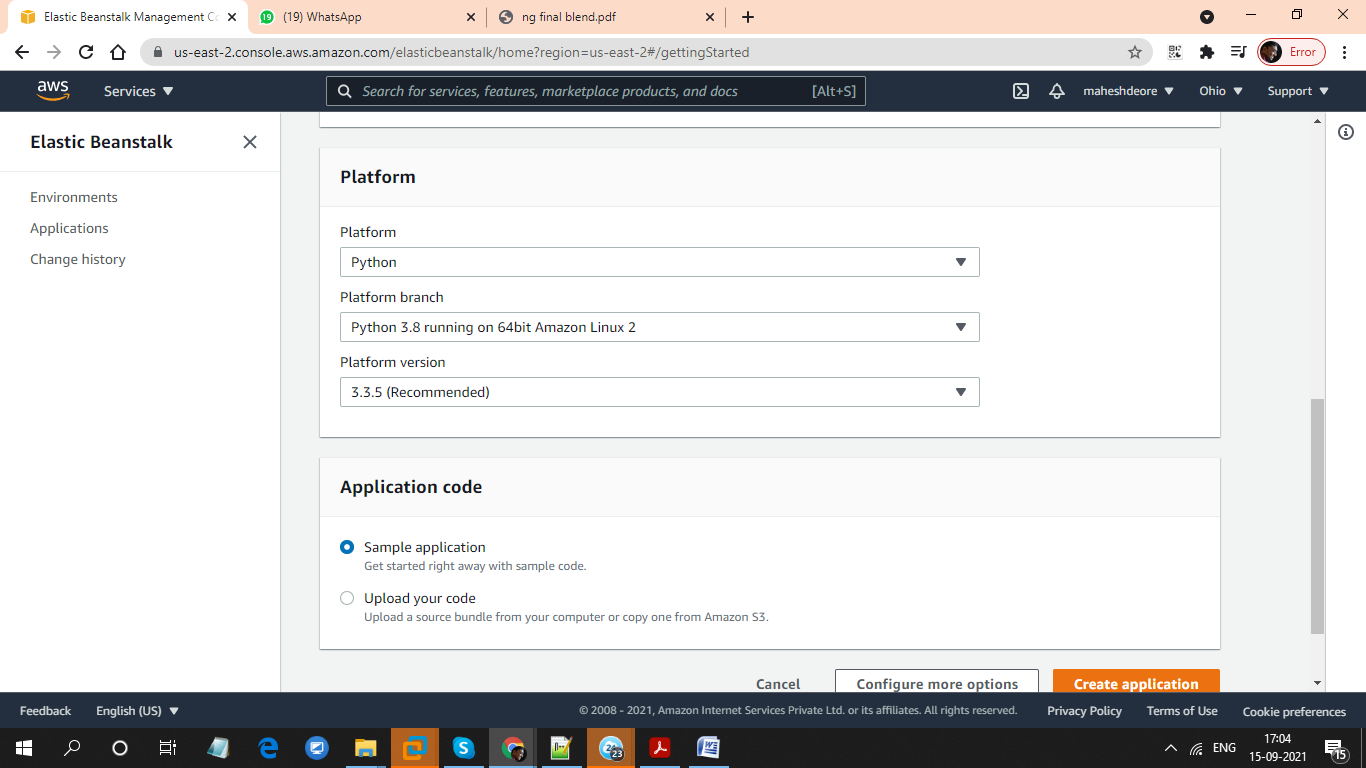 Elastic Beanstalk Management Co
(19) WhatsApp
ng final blend.pdf
us-east-2.console.aws.amazon.com/elasticbeanstalk/home?region=us-east-2#/gettingStarted
Error
aws
Services
Search for services, features, marketplace products, and docs
[Alt+S]
maheshdeore
Ohio
Support
Elastic Beanstalk
Environments
Applications
Change history
Platform
Platform
Python
Platform branch
Python 3.8 running on 64bit Amazon Linux 2
Platform version
3.3.5 (Recommended)
Application code
Sample application
Get started right away with sample code.
Upload your code
Upload a source bundle from your computer or copy one from Amazon S3.
Cancel
Configure more options
Create application
Feedback
English (US)
© 2008 - 2021, Amazon Internet Services Private Ltd. or its affiliates. All rights reserved.
Privacy Policy
Terms of Use
Cookie preferences
ENG
17:04
15-09-2021
15